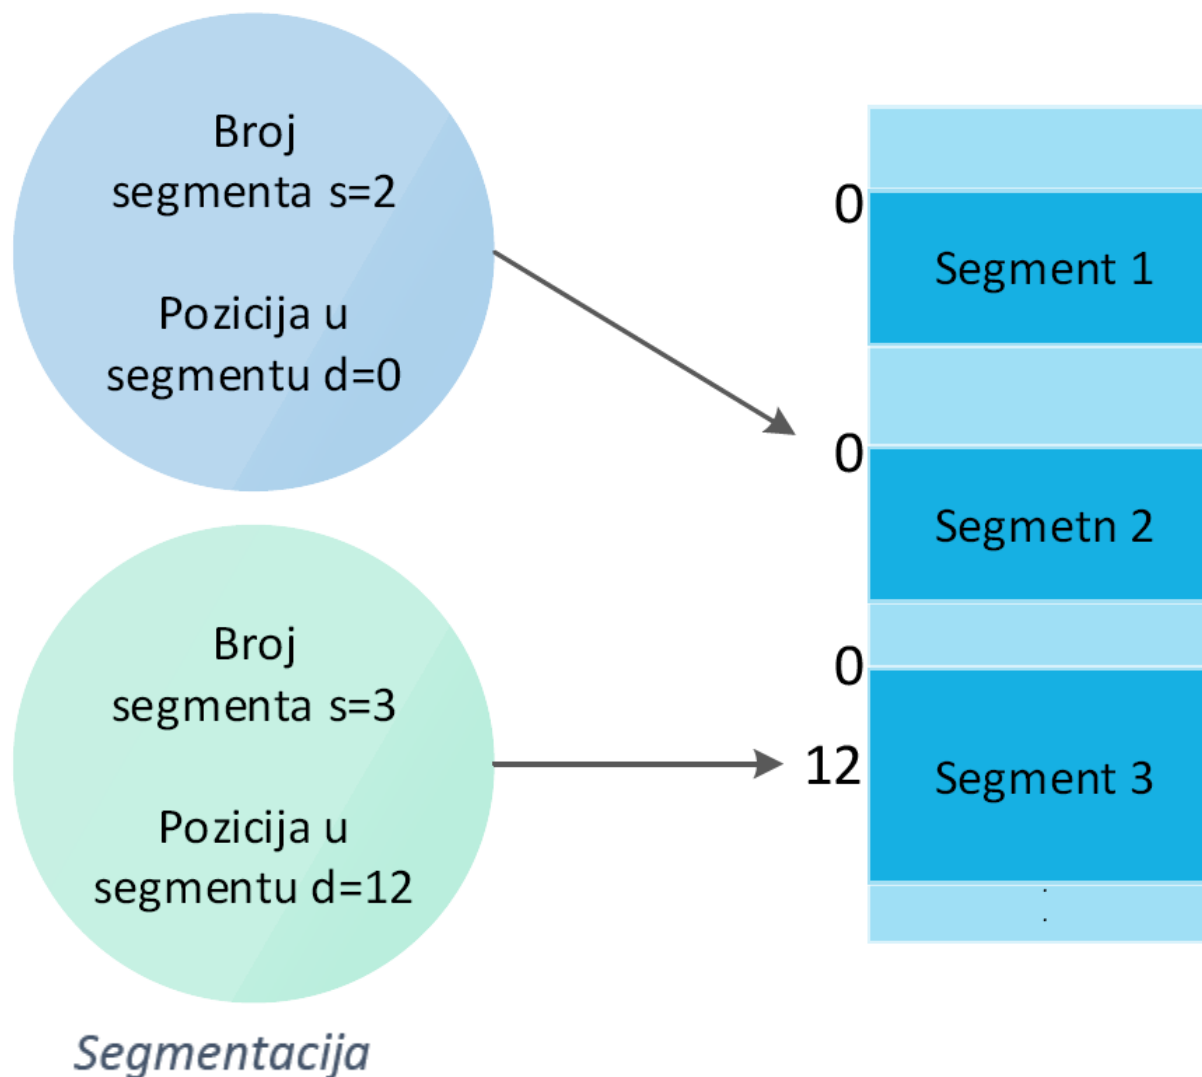 Broj
segmenta s=2
Pozicija u
segmentu d=0
Broj
segmenta s=3
Pozicija u
segmentu d=12
0
Segment 1
0
Segmetn 2
0
12
Segment 3
Segmentacija